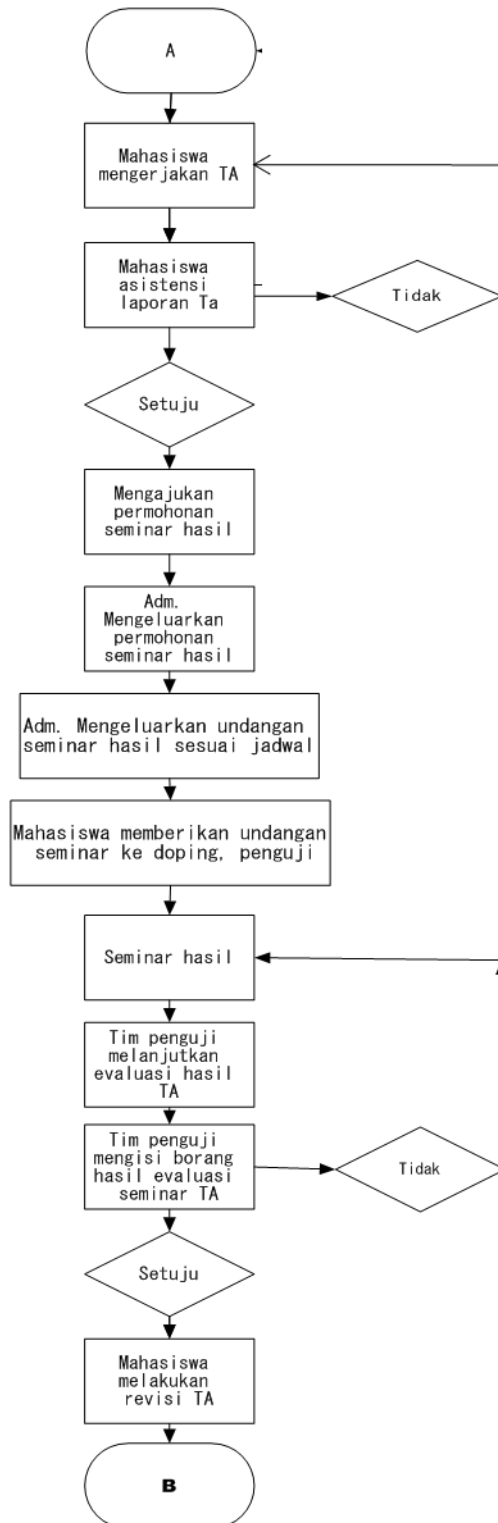 A
Mahasiswa
mengerjakan TA
Mahasiswa
asistensi
laporan Ta
Tidak
Setuju
Mengajukan
permohonan
seminar hasil
Adm.
Mengeluarkan
permohonan
seminar hasil
Adm. Mengeluarkan undangan
seminar hasil sesuai jadwal
Mahasiswa memberikan undangan
seminar ke doping, penguji
Seminar hasil
Tim penguji
melanjutkan
evaluasi hasil
TA
Tim penguji
mengisi borang
hasil evaluasi
seminar TA
Tidak
Setuju
Mahasiswa
melakukan
revisi TA
B